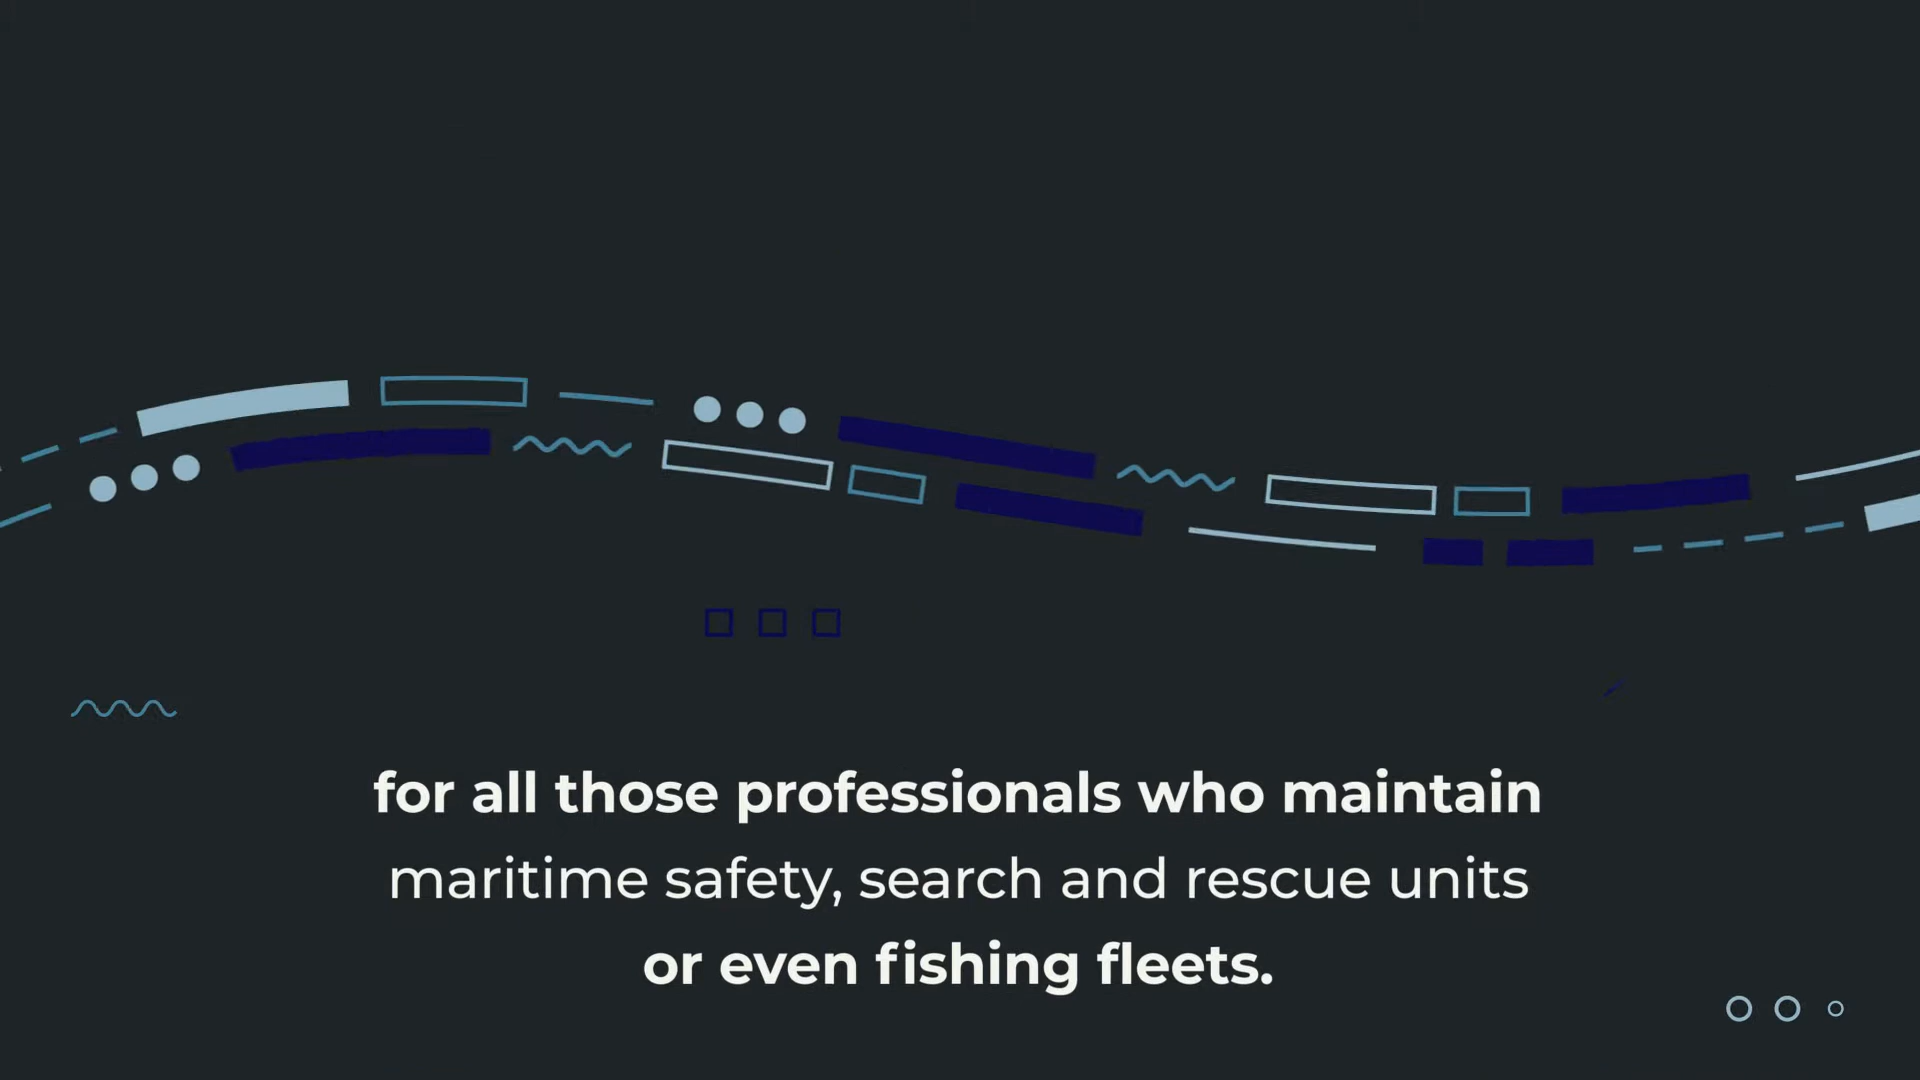 for all those professionals who maintain
maritime safety, search and rescue units
or even fishing fleets.